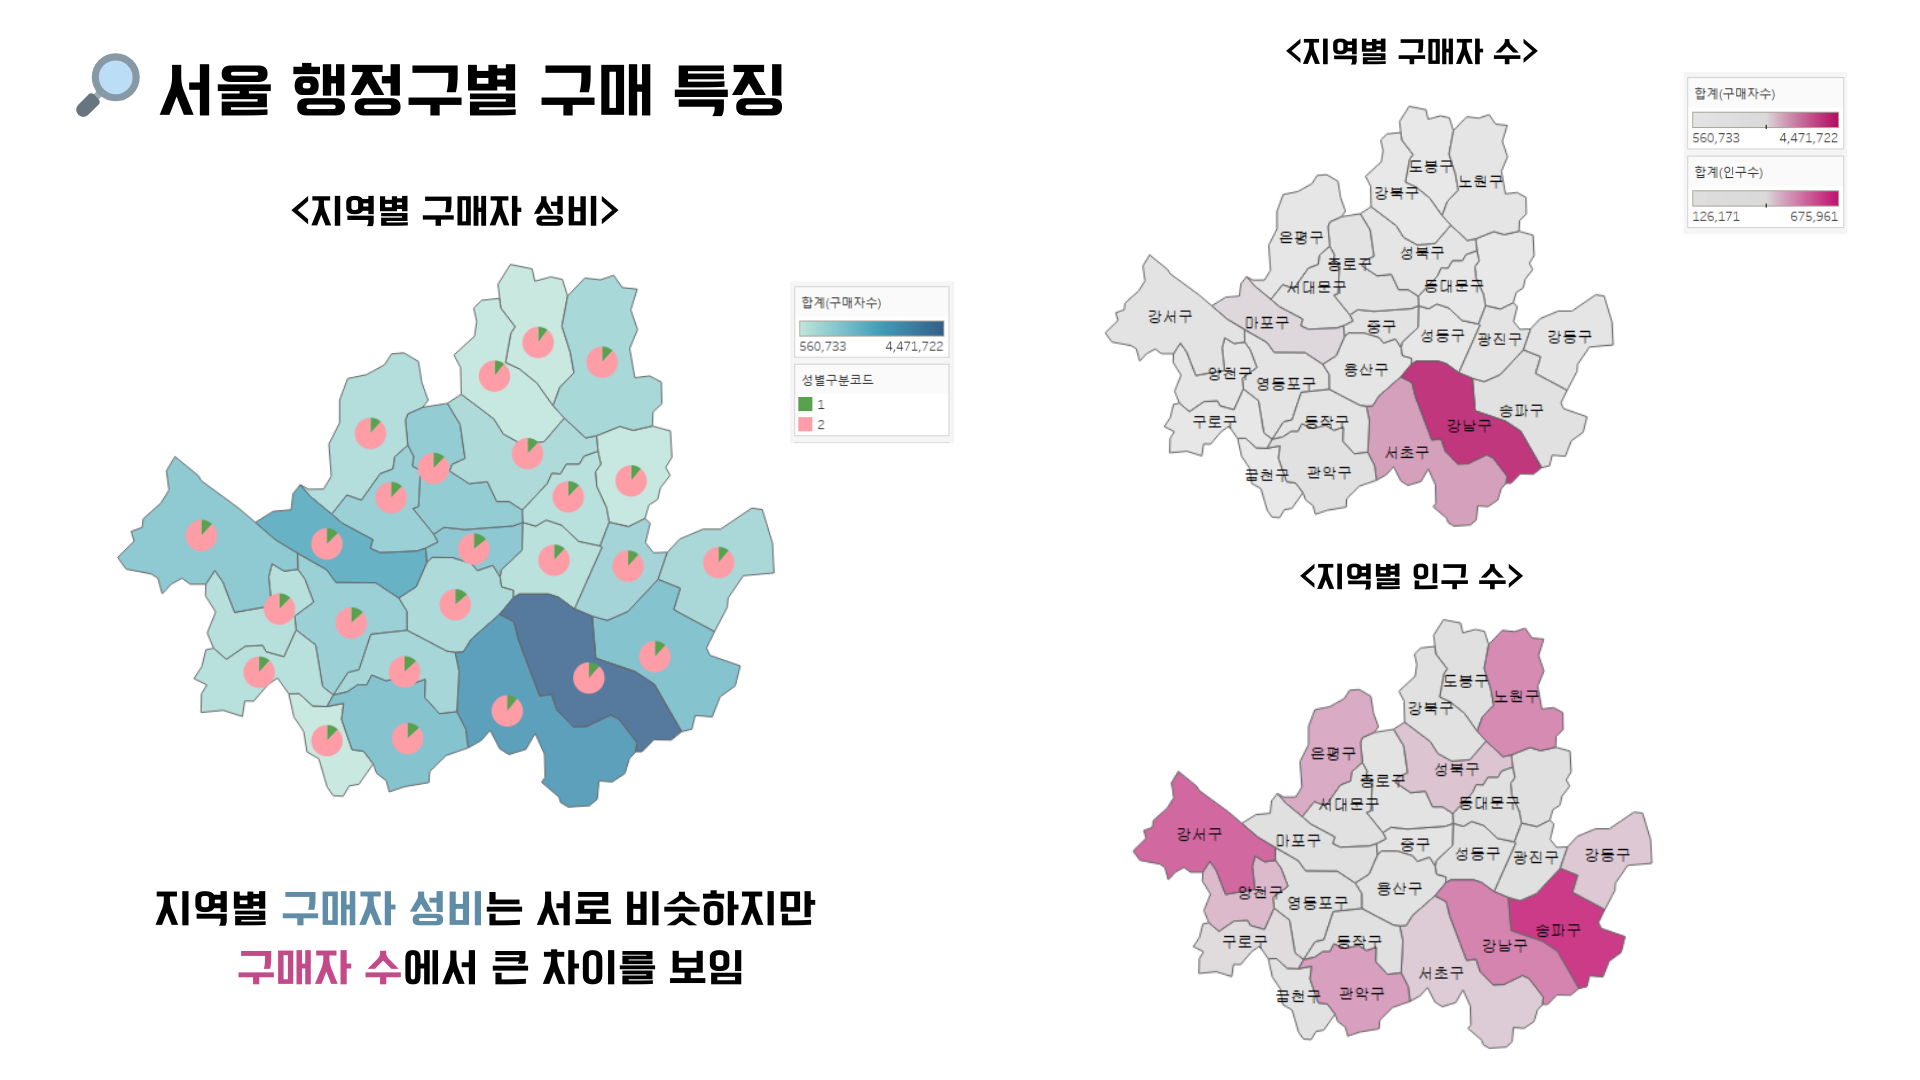 서울 행정구별 구매 특징
<지역별 구매자 성비>
합계(구매자수)
560,733 4,471,722
성별구분코드
1
2
지역별 구매자 성비는 서로 비슷하지만
구매자 수에서 큰 차이를 보임
<지역별 구매자 수>
합계(구매자수)
560,733 4,471,722
합계(인구수)
126,171 675,961
도봉구
노원구
강북구
은평구
성북구
종로구
서대문구
동대문구
강서구
마포구
중구
성동구
광진구
강동구
양천구
영등포구
용산구
송파구
구로구
동작구
강남구
서초구
금천구
관악구
<지역별 인구 수>
도봉구
노원구
강북구
은평구
성북구
종로구
서대문구
동대문구
강서구
마포구
중구
성동구
광진구
강동구
양천구
영등포구
용산구
송파구
구로구
동작구
강남구
서초구
금천구
관악구